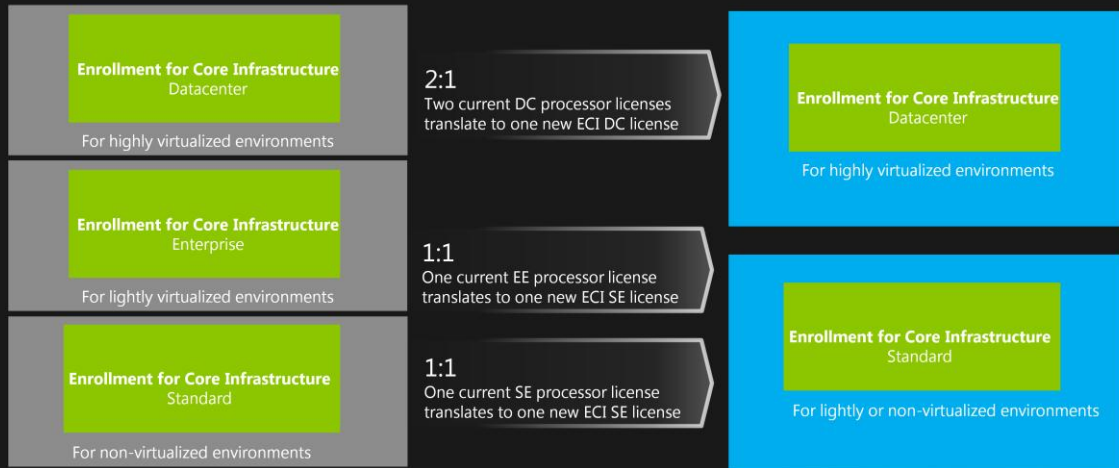 Enrollment for Core Infrastructure
Datacenter
For highly virtualized environments
2:1
Two current DC processor licenses
translate to one new ECI DC license
Enrollment for Core Infrastructure
Datacenter
For highly virtualized environments
Enrollment for Core Infrastructure
Enterprise
For lightly virtualized environments
1:1
One current EE processor license
translates to one new ECI SE license
Enrollment for Core Infrastructure
Standard
For non-virtualized environments
1:1
One current SE processor license
translates to one new ECI SE license
Enrollment for Core Infrastructure
Standard
For lightly or non-virtualized environments